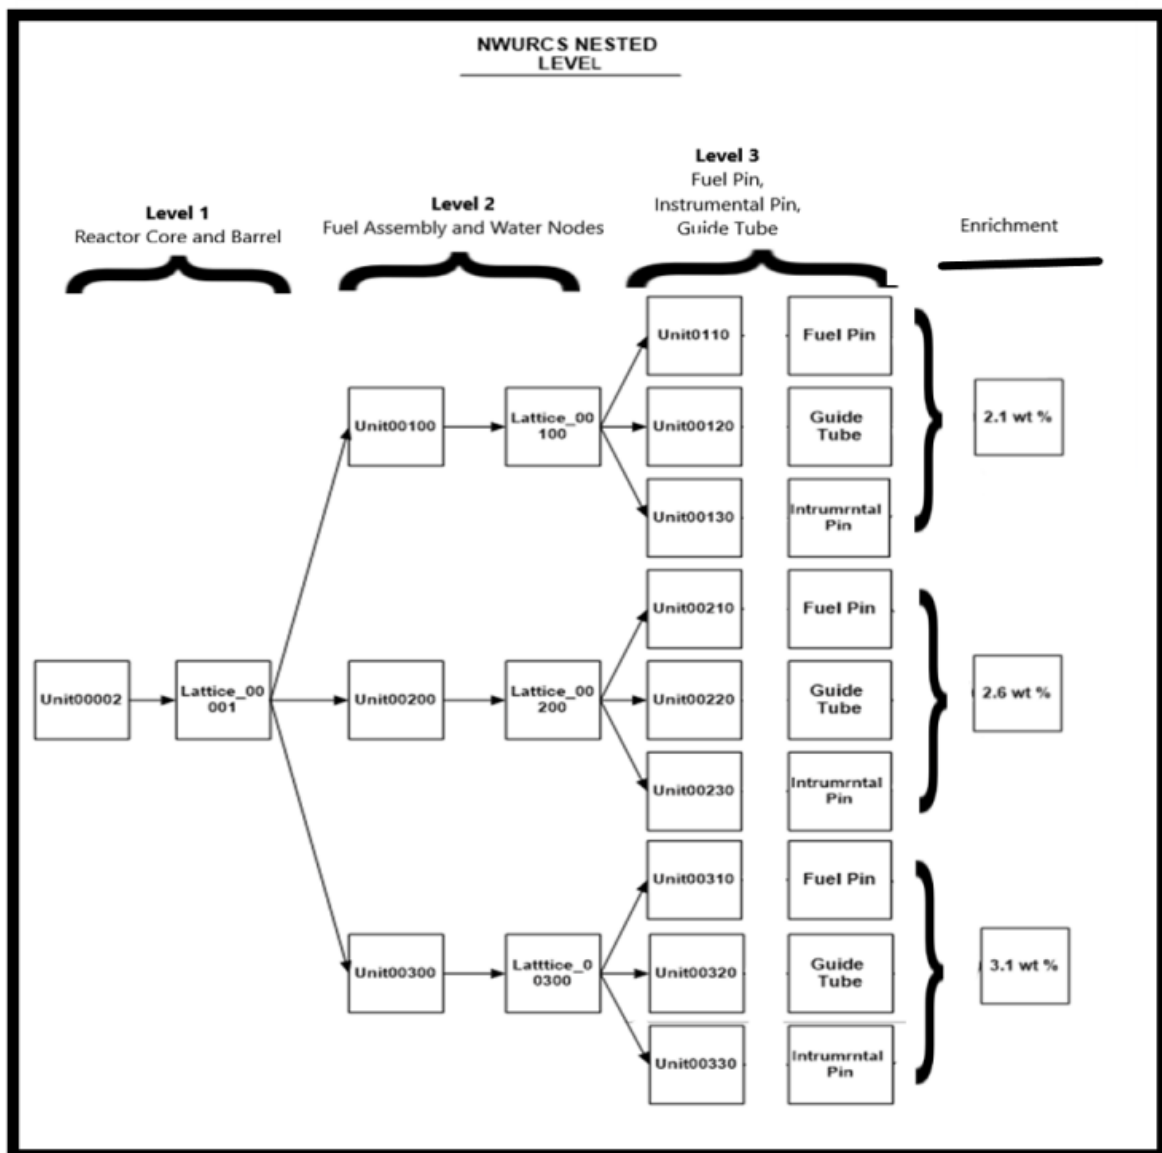 NWURCS NESTED
LEVEL
Level 1
Reactor Core and Barrel
Level 2
Fuel Assembly and Water Nodes
Level 3
Fuel Pin,
Instrumental Pin,
Guide Tube
Enrichment
Unit0110
Fuel Pin
Unit00100
Lattice_00
100
Unit00120
Guide
Tube
2.1 wt %
Unit00130
Intrumrntal
Pin
Unit00210
Fuel Pin
Unit00002
Lattice_00
001
Unit00200
Lattice_00
200
Unit00220
Guide
Tube
2.6 wt %
Unit00230
Intrumrntal
Pin
Unit00310
Fuel Pin
Unit00300
Latttice_0
0300
Unit00320
Guide
Tube
3.1 wt %
Unit00330
Intrumrntal
Pin